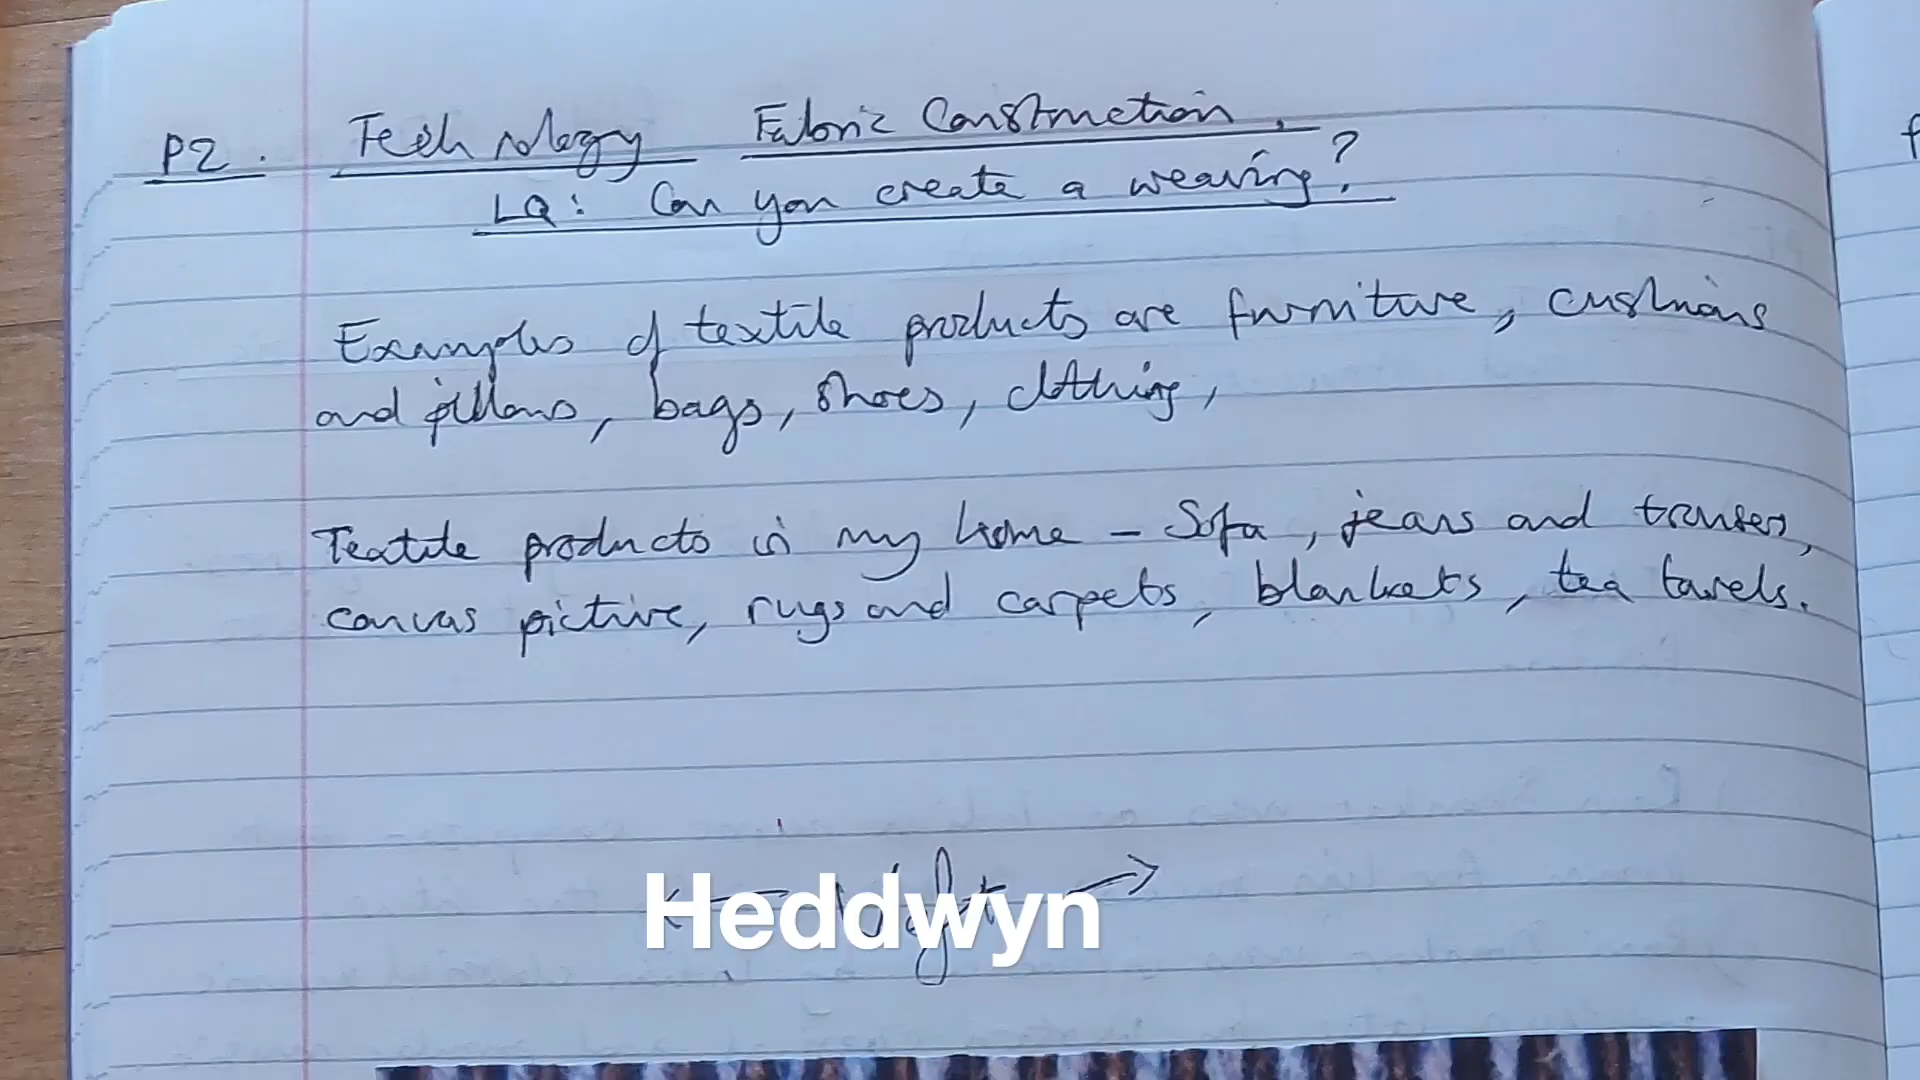 P2. Technology Fabric Construction.
LQ: Can you create a weaving?
Examples of textile products are furniture, cushions
and pillows, bags, shoes, clothing,
Textile products in my home - Sofa, jeans and trousers,
canvas picture, rugs and carpets, blankets, tea towels.
Heddwyn